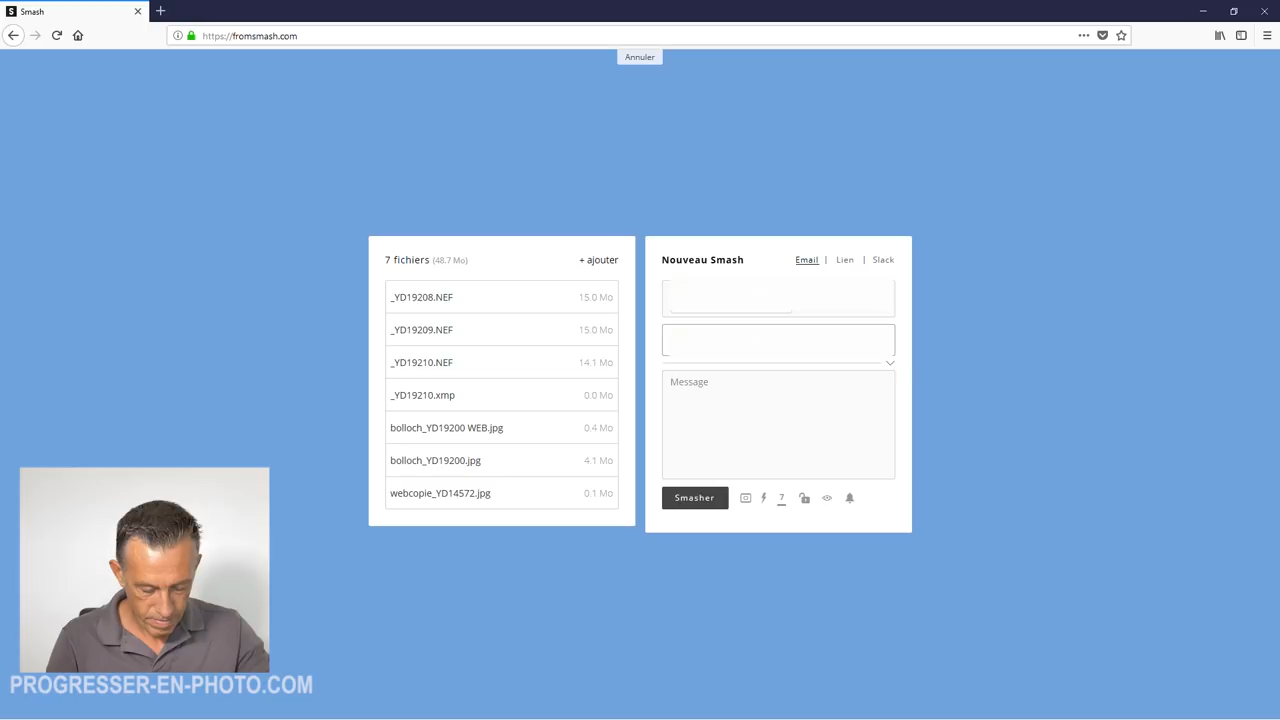 Smash
https://fromsmash.com
Annuler
7 fichiers (48.7 Mo)
+ ajouter
_YD19208.NEF 15.0 Mo
_YD19209.NEF 15.0 Mo
_YD19210.NEF 14.1 Mo
_YD19210.xmp 0.0 Mo
bolloch_YD19200 WEB.jpg 0.4 Mo
bolloch_YD19200.jpg 4.1 Mo
webcopie_YD14572.jpg 0.1 Mo
Nouveau Smash
Email | Lien | Slack
Message
Smasher
7
PROGRESSER-EN-PHOTO.COM